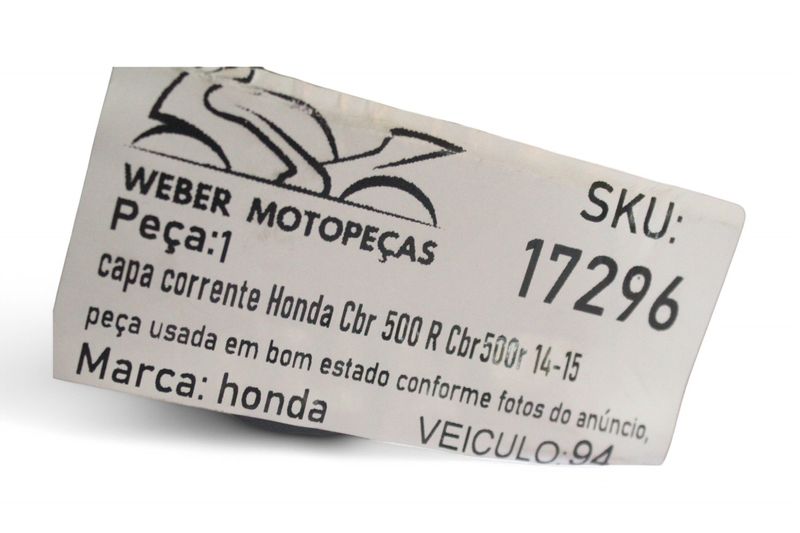 WEBER MOTOPEÇAS
SKU:
17296
Peça:1
capa corrente Honda Cbr 500 R Cbr500r 14-15
peça usada em bom estado conforme fotos do anúncio,
Marca: honda
VEICULO:94